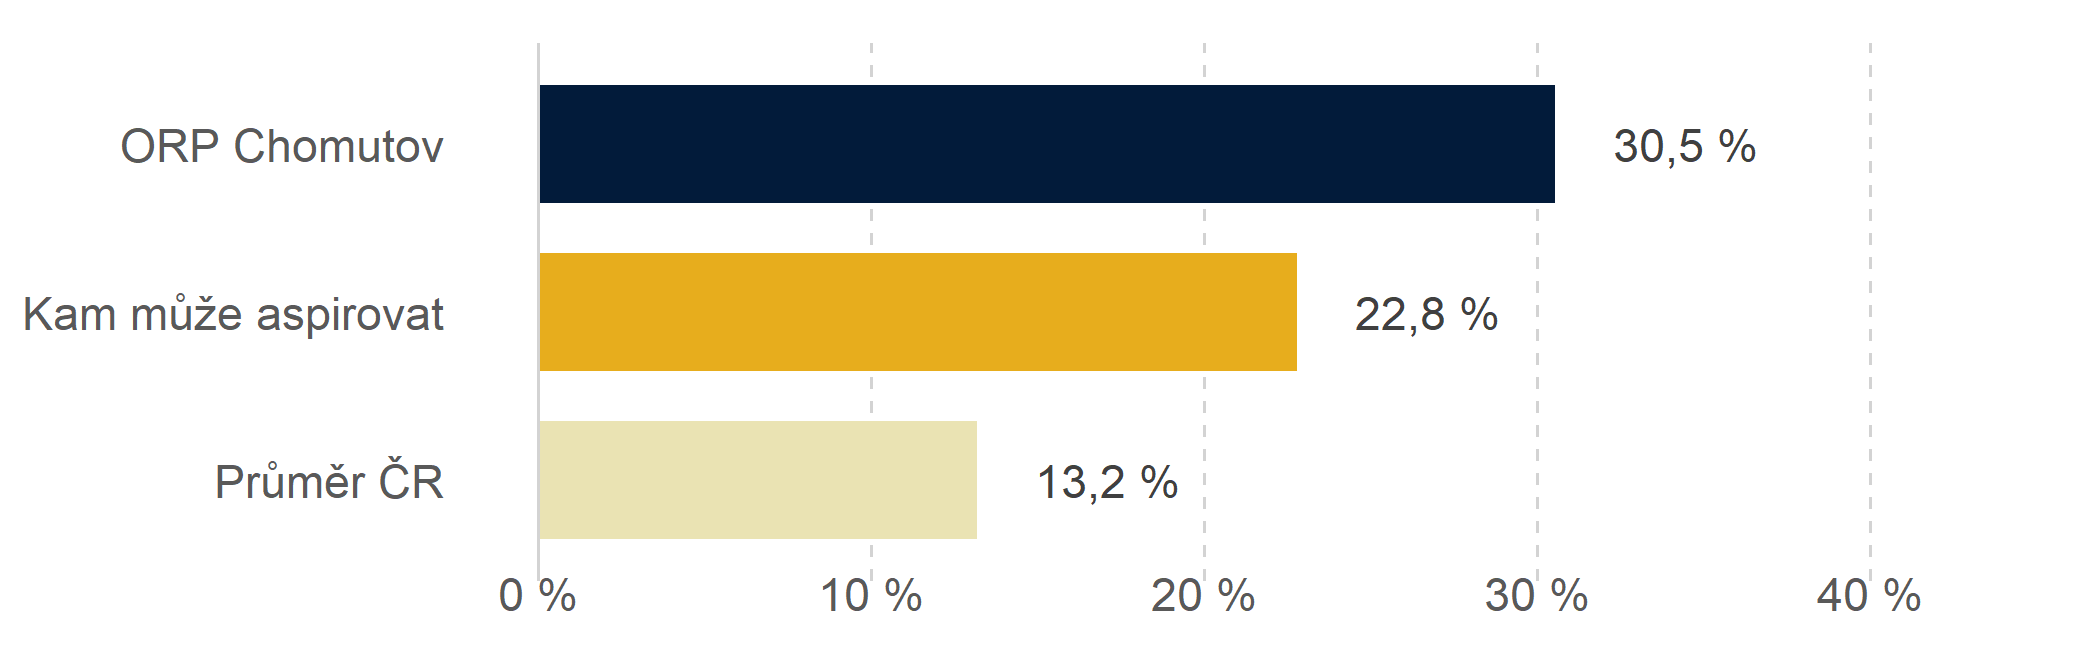 ORP Chomutov
30,5 %
Kam může aspirovat
22,8 %
Průměr ČR
13,2 %
0 %
10 %
20 %
30 %
40 %